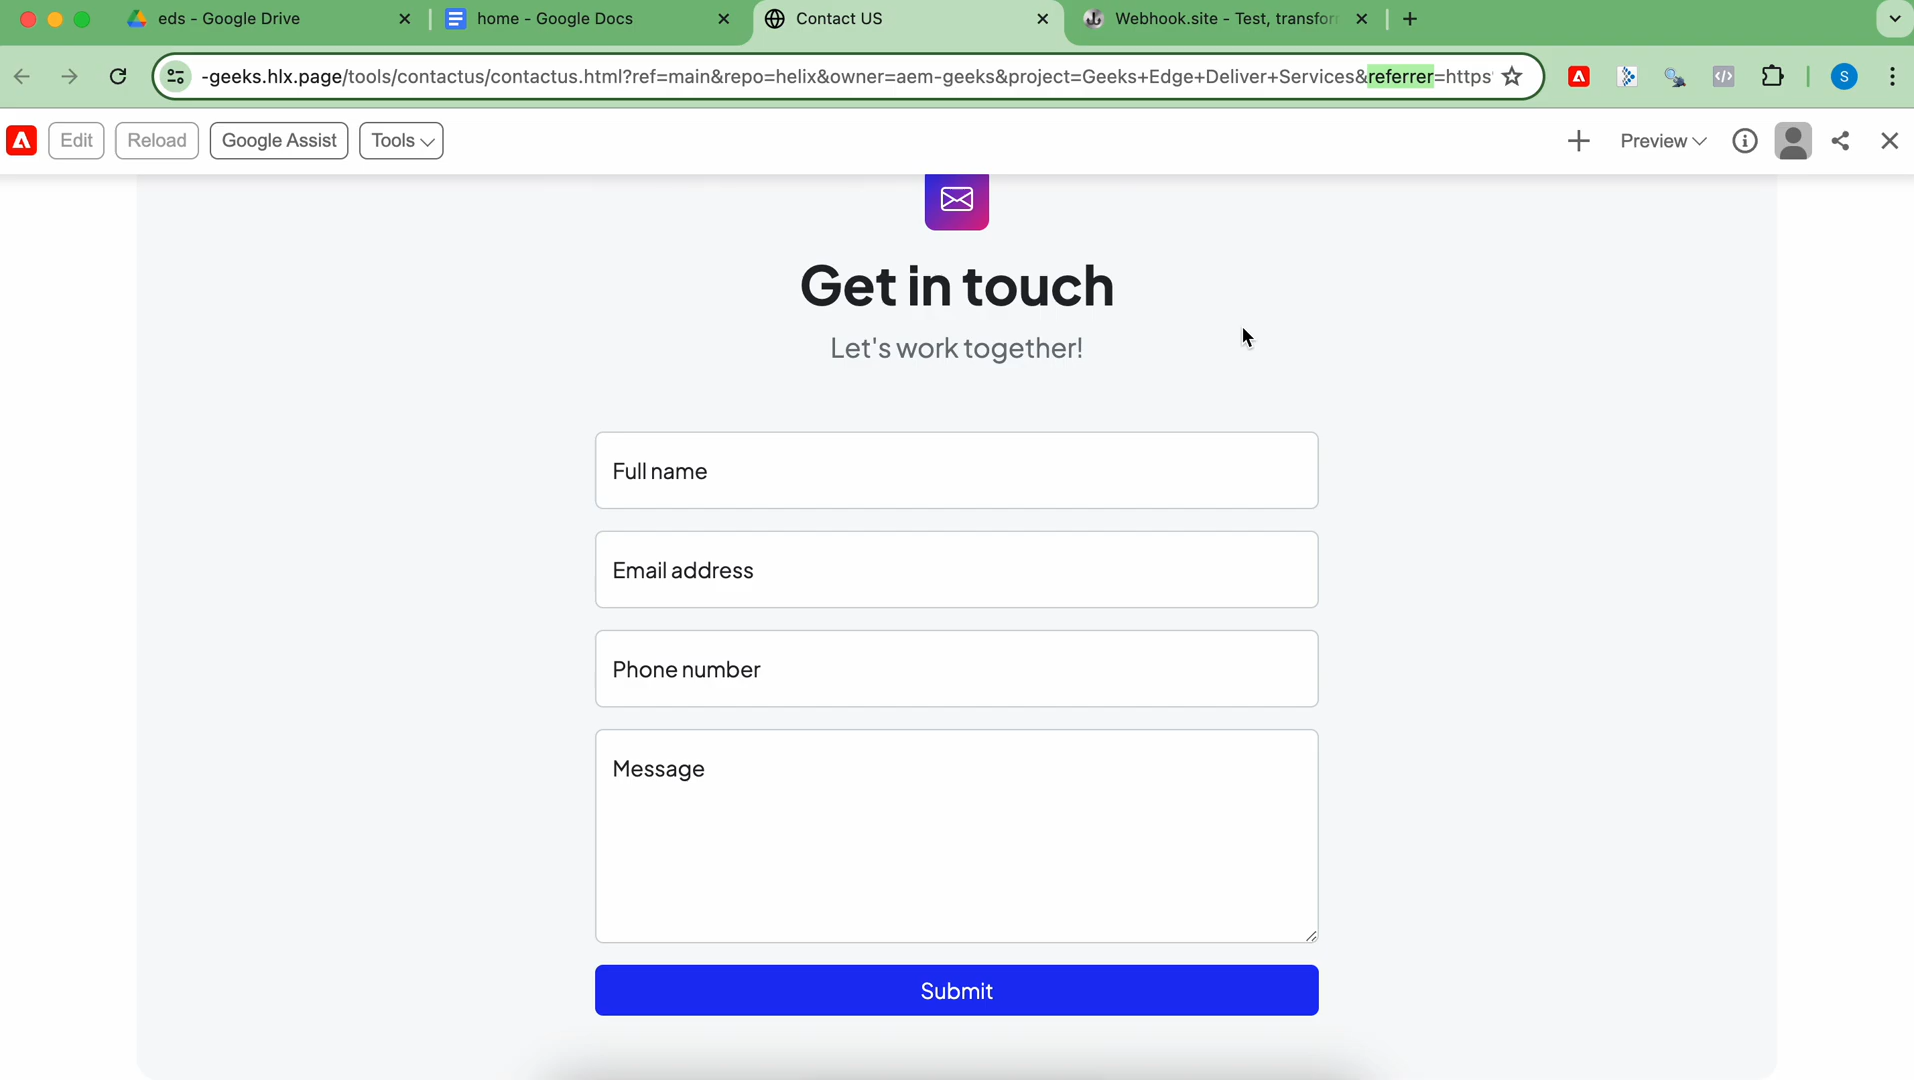 eds - Google Drive
home - Google Docs
Contact US
Webhook.site - Test, transfor
-geeks.hlx.page/tools/contactus/contactus.html?ref=main&repo=helix&owner=aem-geeks&project=Geeks+Edge+Deliver+Services&referrer=https
S
Edit
Reload
Google Assist
Tools
Preview
Get in touch
Let's work together!
Full name
Email address
Phone number
Message
Submit